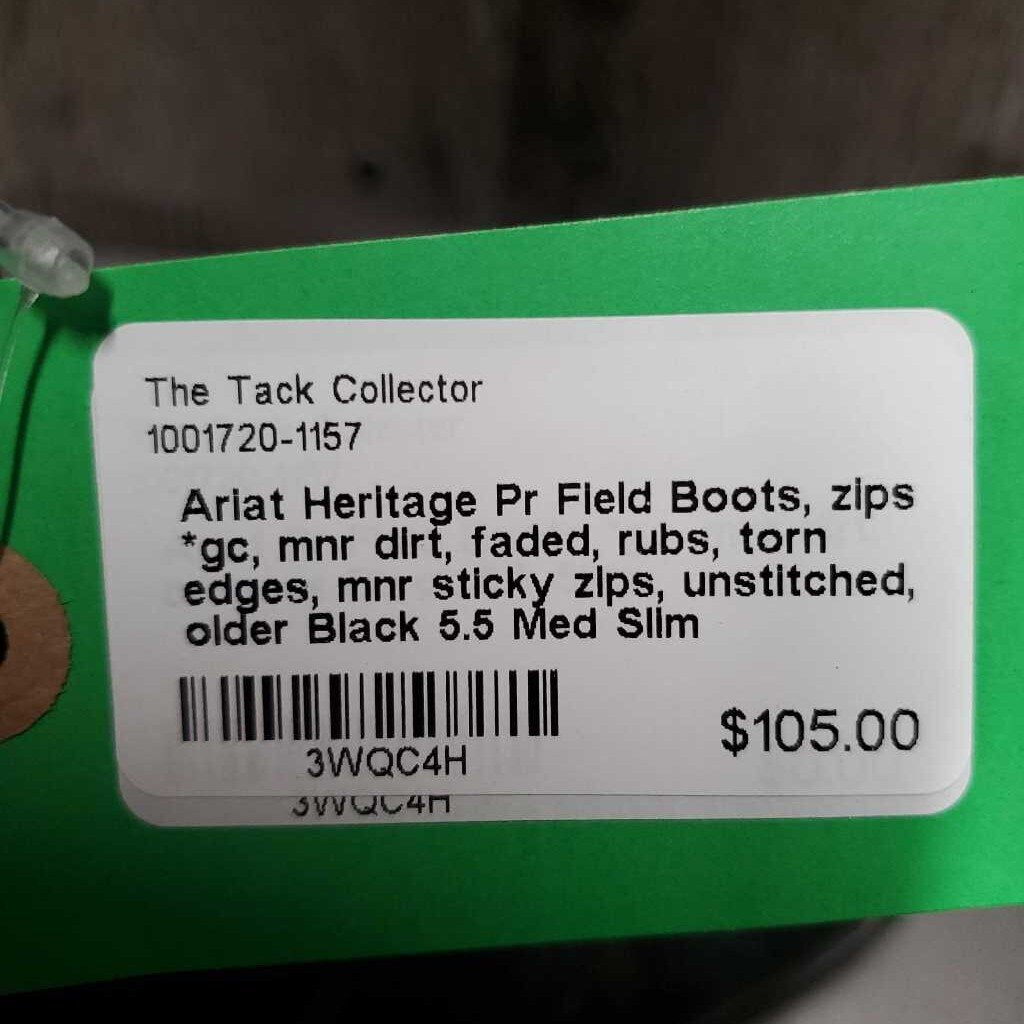 The Tack Collector
1001720-1157
Ariat Heritage Pr Field Boots, zips
*gc, mnr dirt, faded, rubs, torn
edges, mnr sticky zips, unstitched,
older Black 5.5 Med Slim
$105.00
3WQC4H
3WQC4H